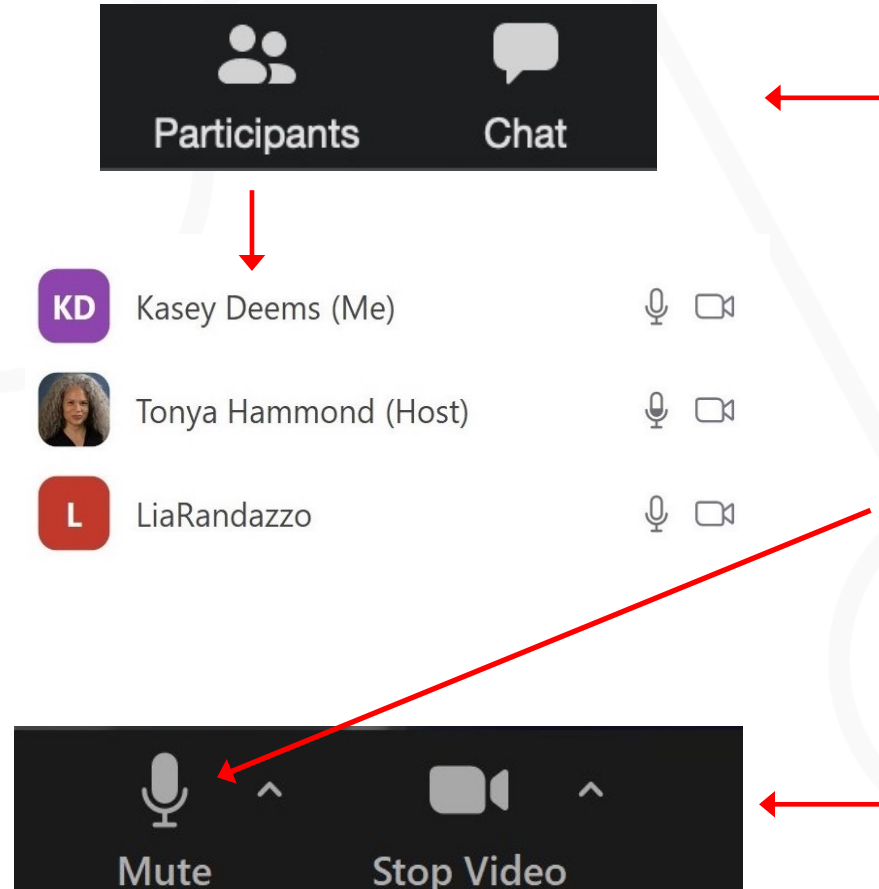 Participants Chat
KD Kasey Deems (Me)
Tonya Hammond (Host)
L LiaRandazzo
Mute Stop Video